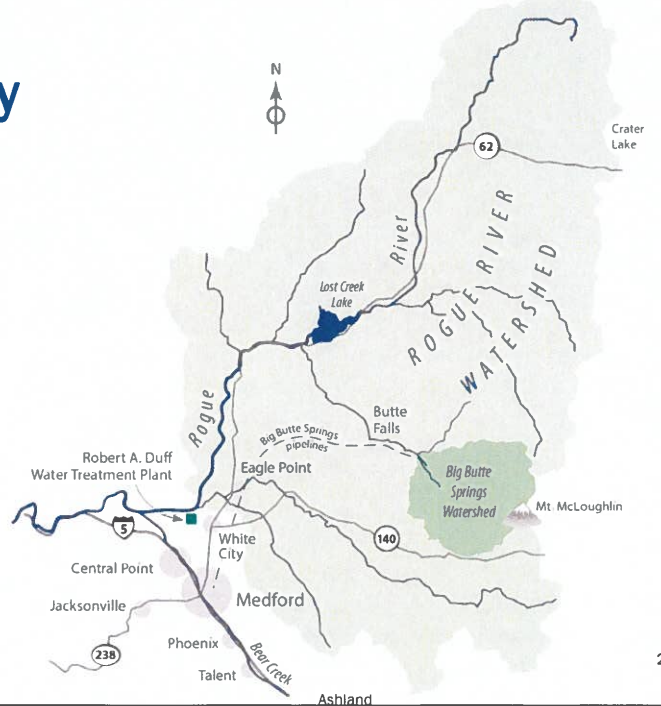 y
N
Crater
Lake
62
River
ROGUE RIVER
WATERSHED
Lost Creek
Lake
Rogue
Butte
Falls
Big Butte Springs
pipelines
Robert A. Duff
Water Treatment Plant
Eagle Point
Big Butte
Springs
Watershed
Mt. McLoughlin
5
White
City
140
Central Point
Jacksonville
Medford
238
Phoenix
Bear Creek
Talent
Ashland
2